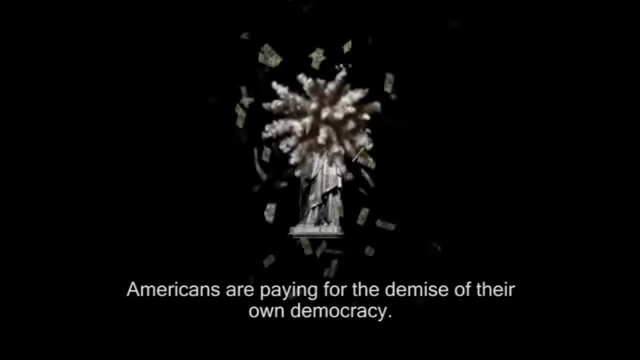 Americans are paying for the demise of their
own democracy.